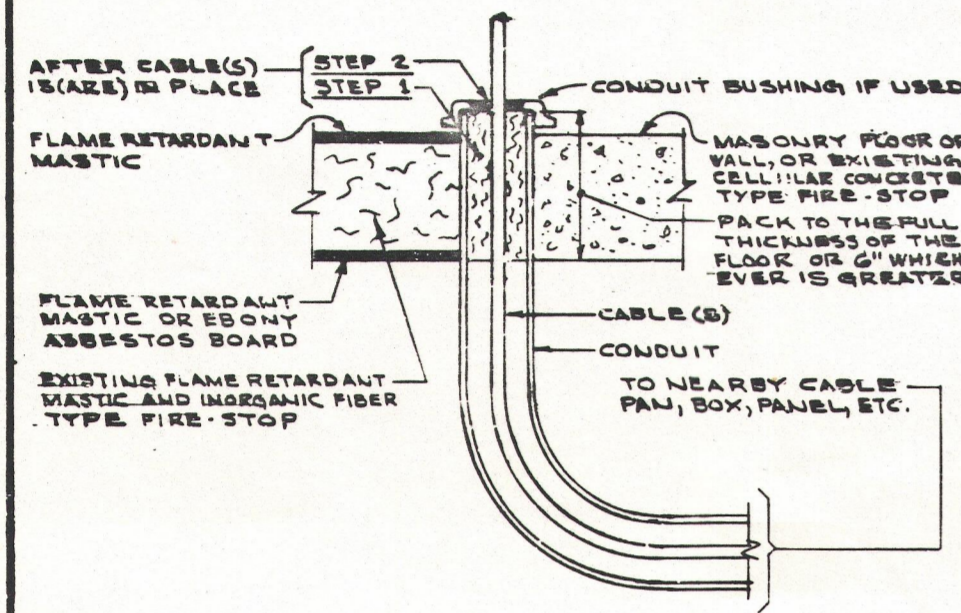 AFTER CABLE(S)
IS(ARE) IN PLACE
STEP 2
STEP 1
CONDUIT BUSHING IF USED
FLAME RETARDANT
MASTIC
MASONRY FLOOR OR
WALL, OR EXISTING
CELLULAR CONCRETE
TYPE FIRE-STOP
PACK TO THE FULL
THICKNESS OF THE
FLOOR OR 6" WHICH
EVER IS GREATER
FLAME RETARDANT
MASTIC OR EBONY
ASBESTOS BOARD
CABLE(S)
CONDUIT
EXISTING FLAME RETARDANT
MASTIC AND INORGANIC FIBER
TYPE FIRE-STOP
TO NEARBY CABLE
PAN, BOX, PANEL, ETC.